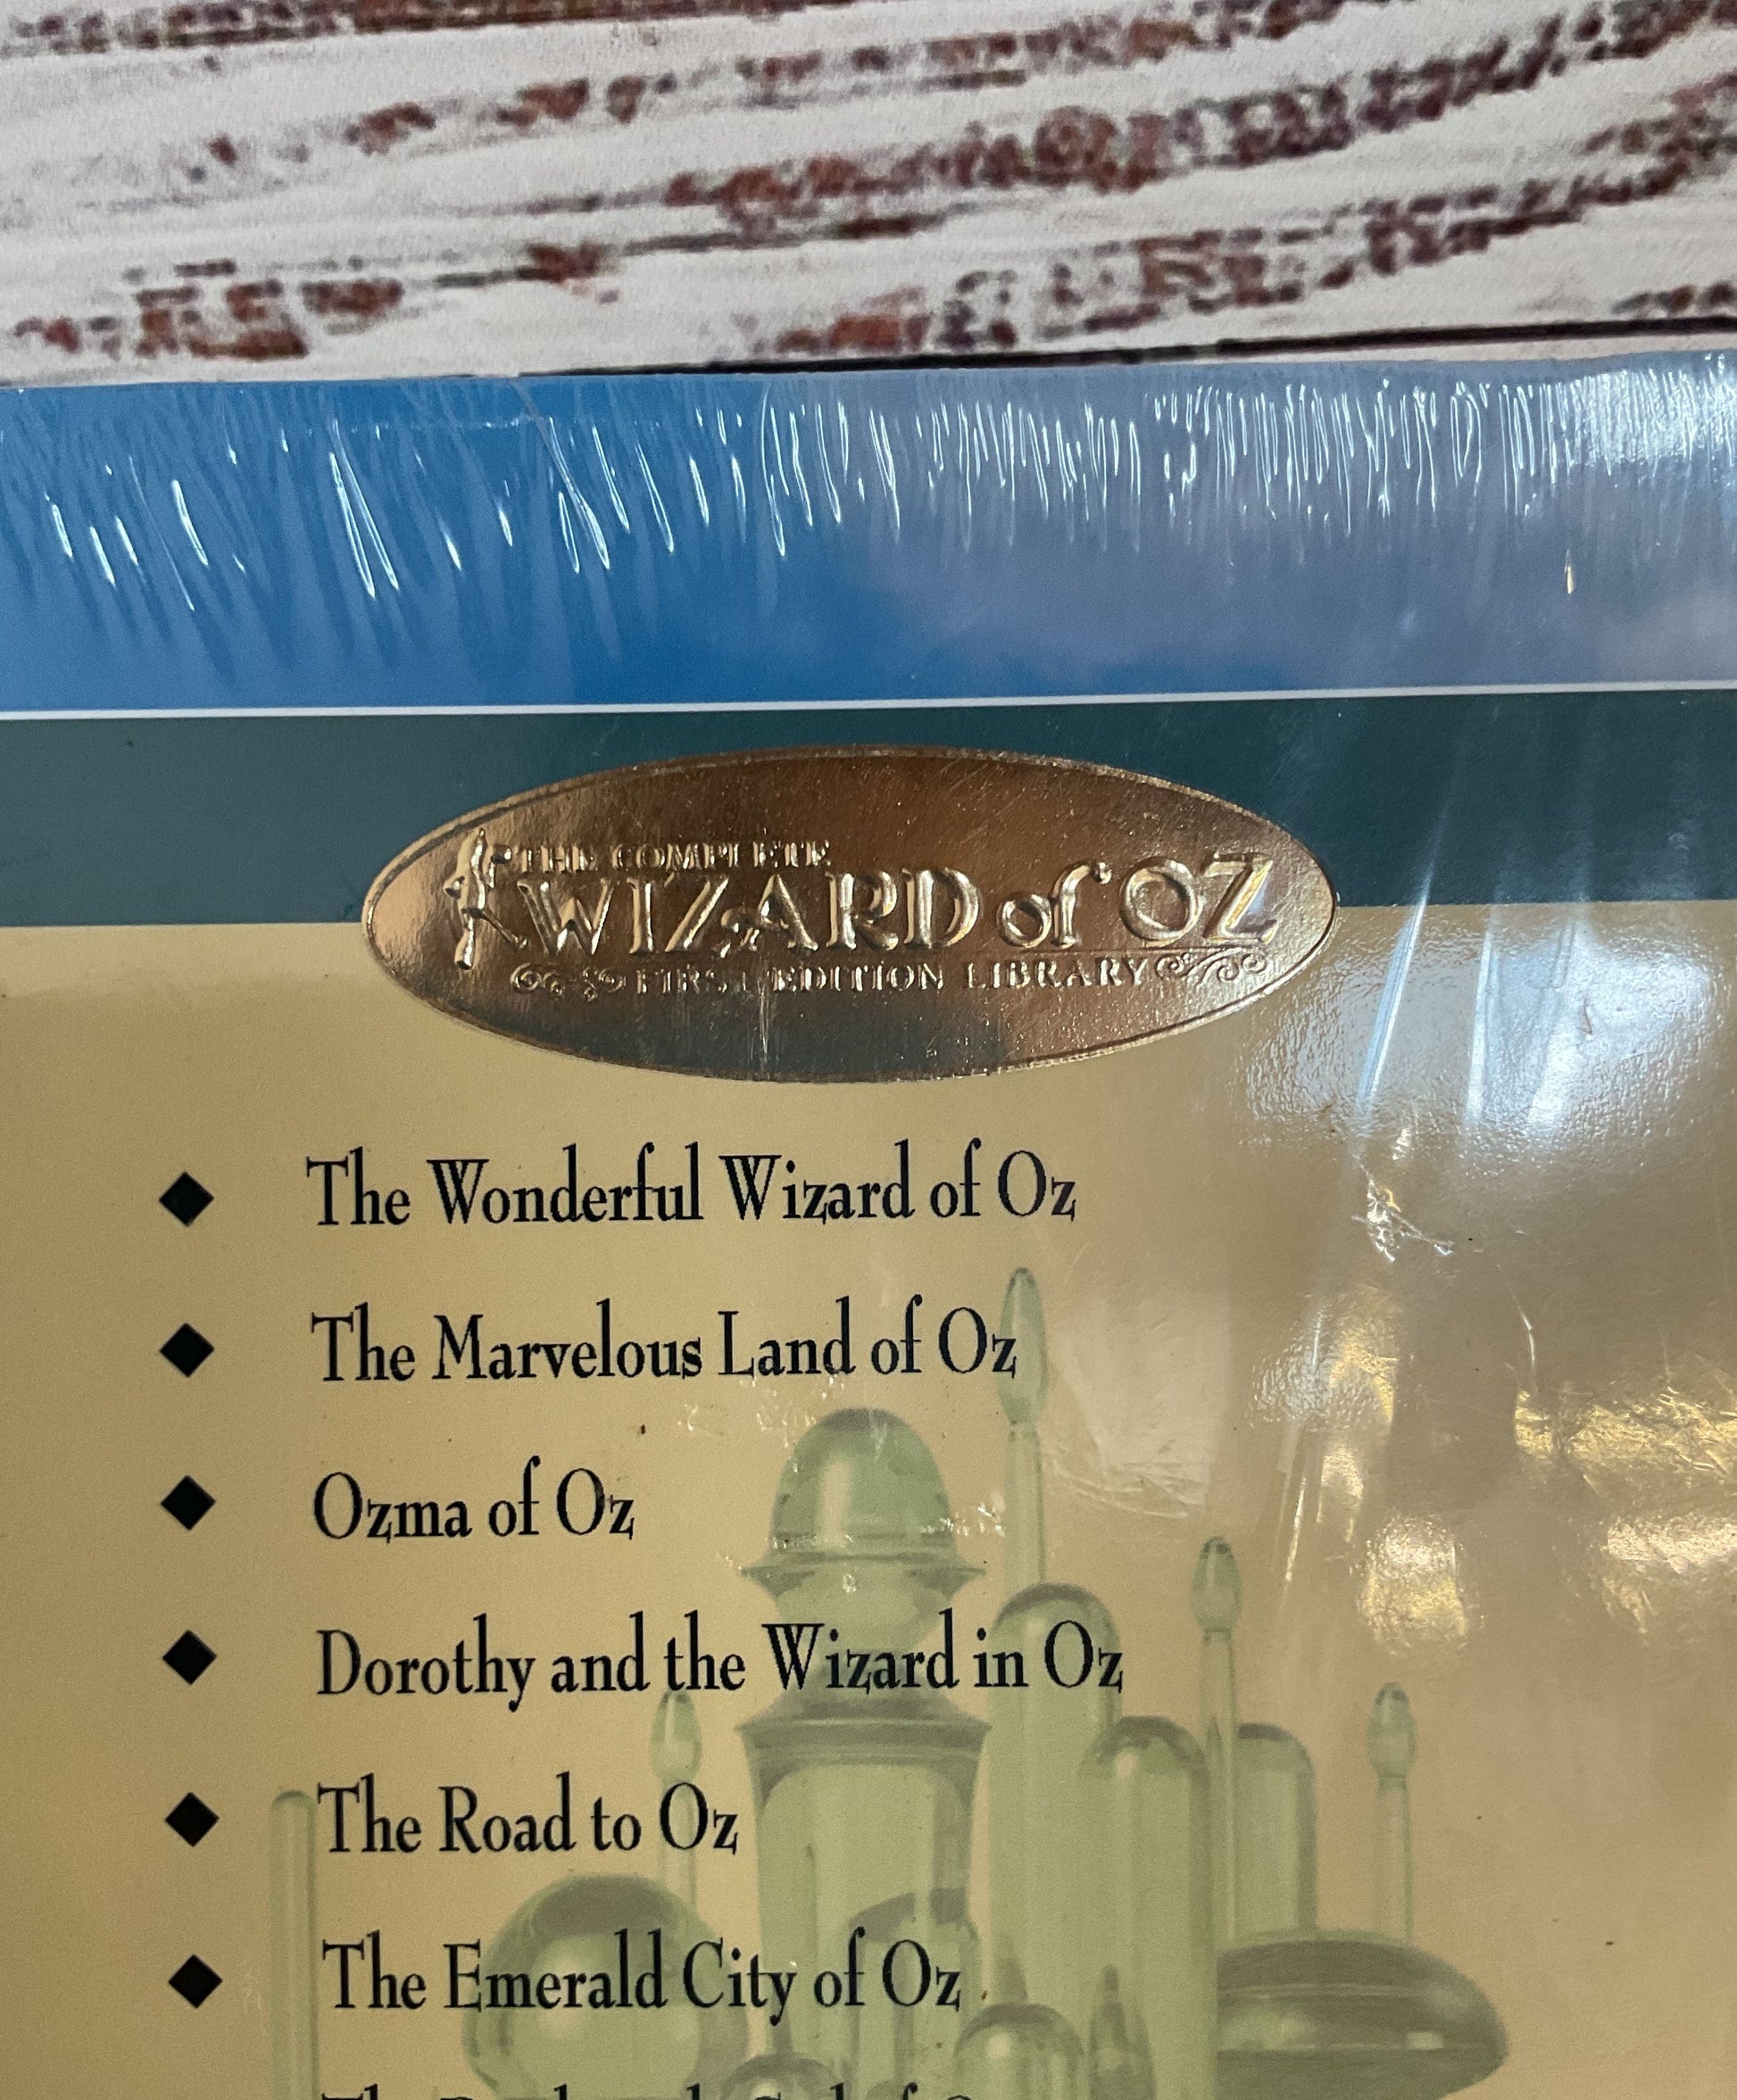 THE COMPLETE
WIZARD of OZ
FIRST EDITION LIBRARY
◆ The Wonderful Wizard of Oz
◆ The Marvelous Land of Oz
◆ Ozma of Oz
◆ Dorothy and the Wizard in Oz
◆ The Road to Oz
◆ The Emerald City of Oz